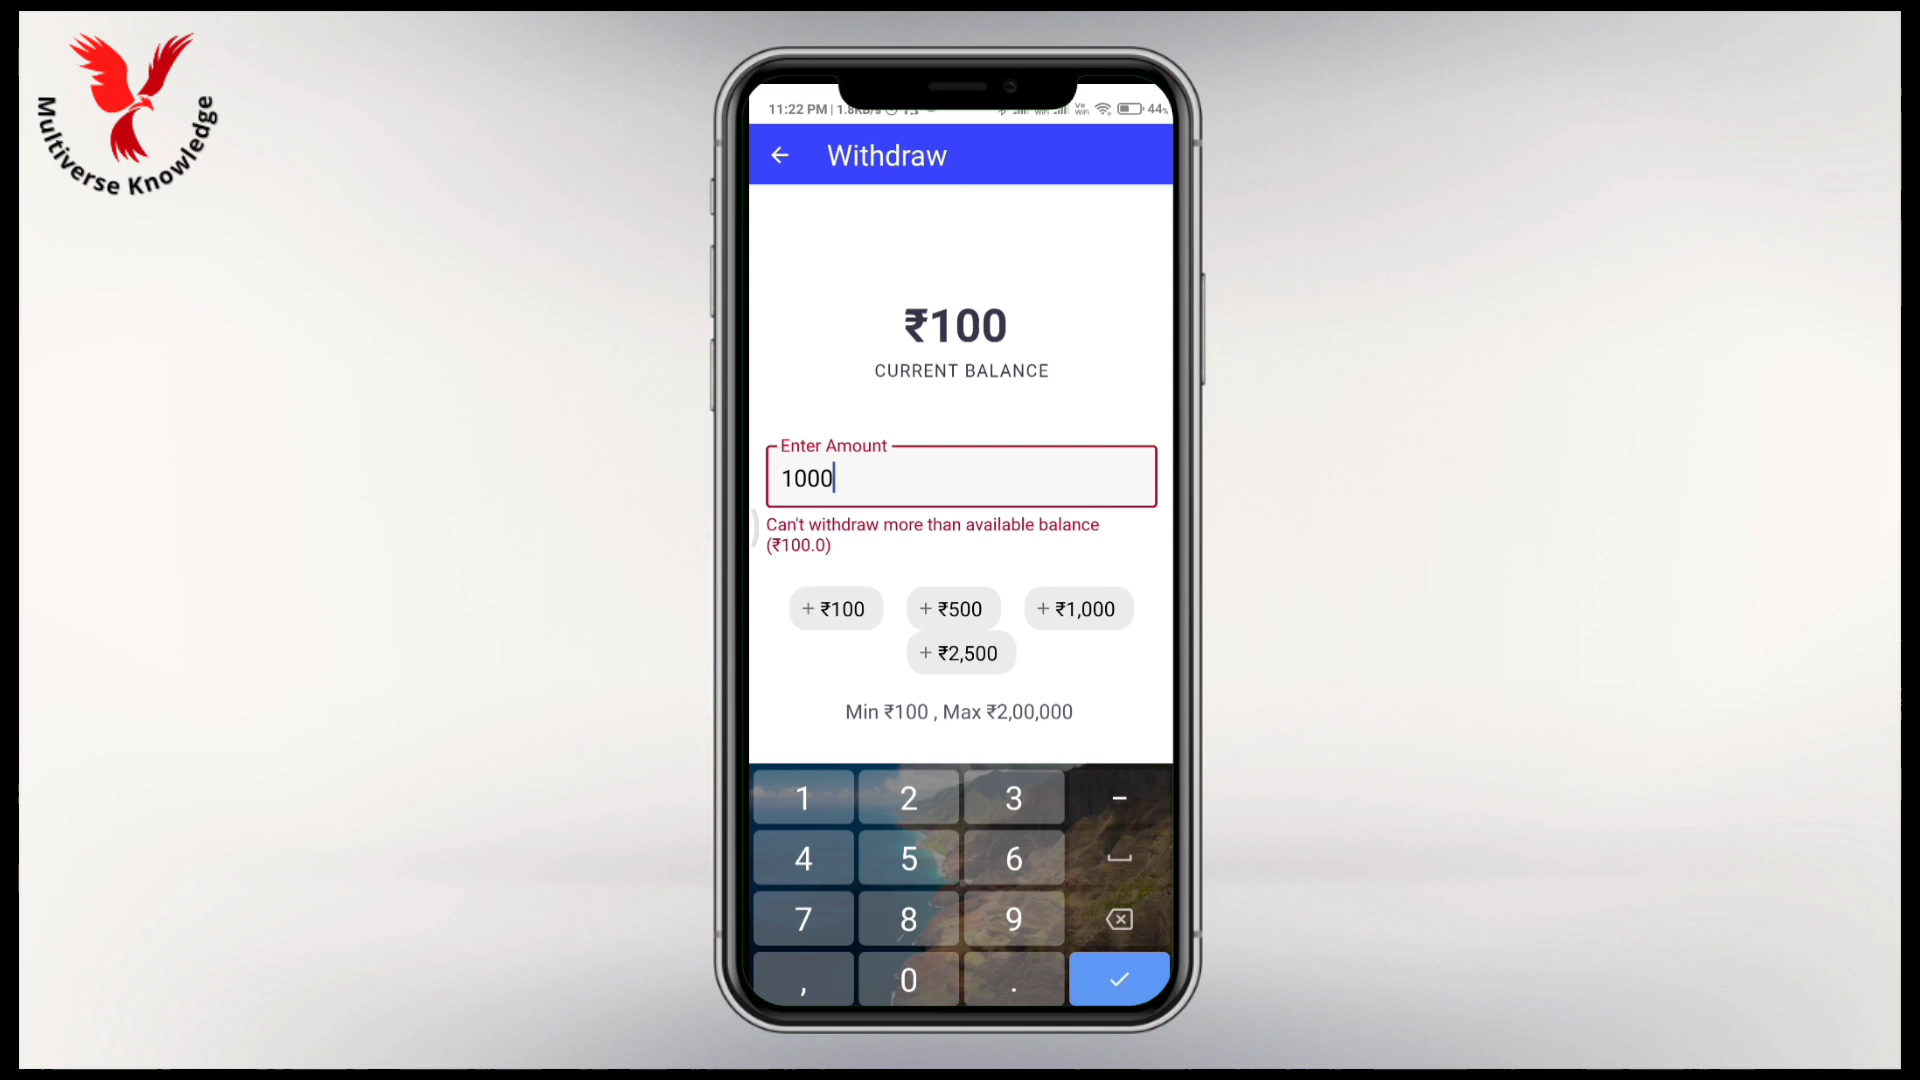 Multiverse Knowledge
11:22 PM | 1.8KB/s
44%
Withdraw
₹100
CURRENT BALANCE
Enter Amount
1000
Can't withdraw more than available balance
(₹100.0)
+ ₹100 + ₹500 + ₹1,000
+ ₹2,500
Min ₹100 , Max ₹2,00,000
1 2 3 -
4 5 6
7 8 9
, 0 .